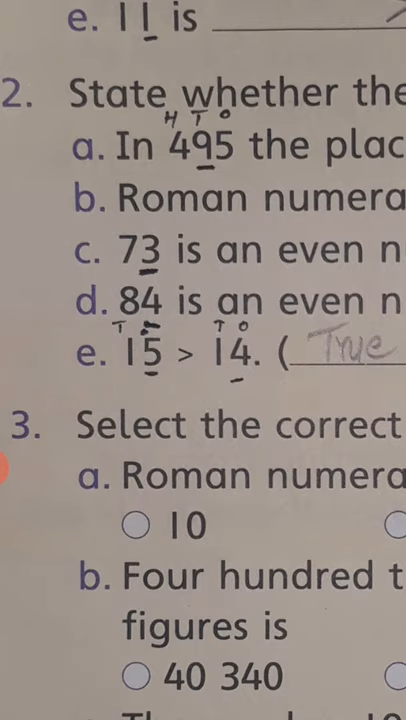 e. 11 is
2. State whether the
H T O
a. In 495 the plac
b. Roman numera
c. 73 is an even n
d. 84 is an even n
T T O
e. 15 > 14. ( True
3. Select the correct
a. Roman numera
10
b. Four hundred t
figures is
40 340